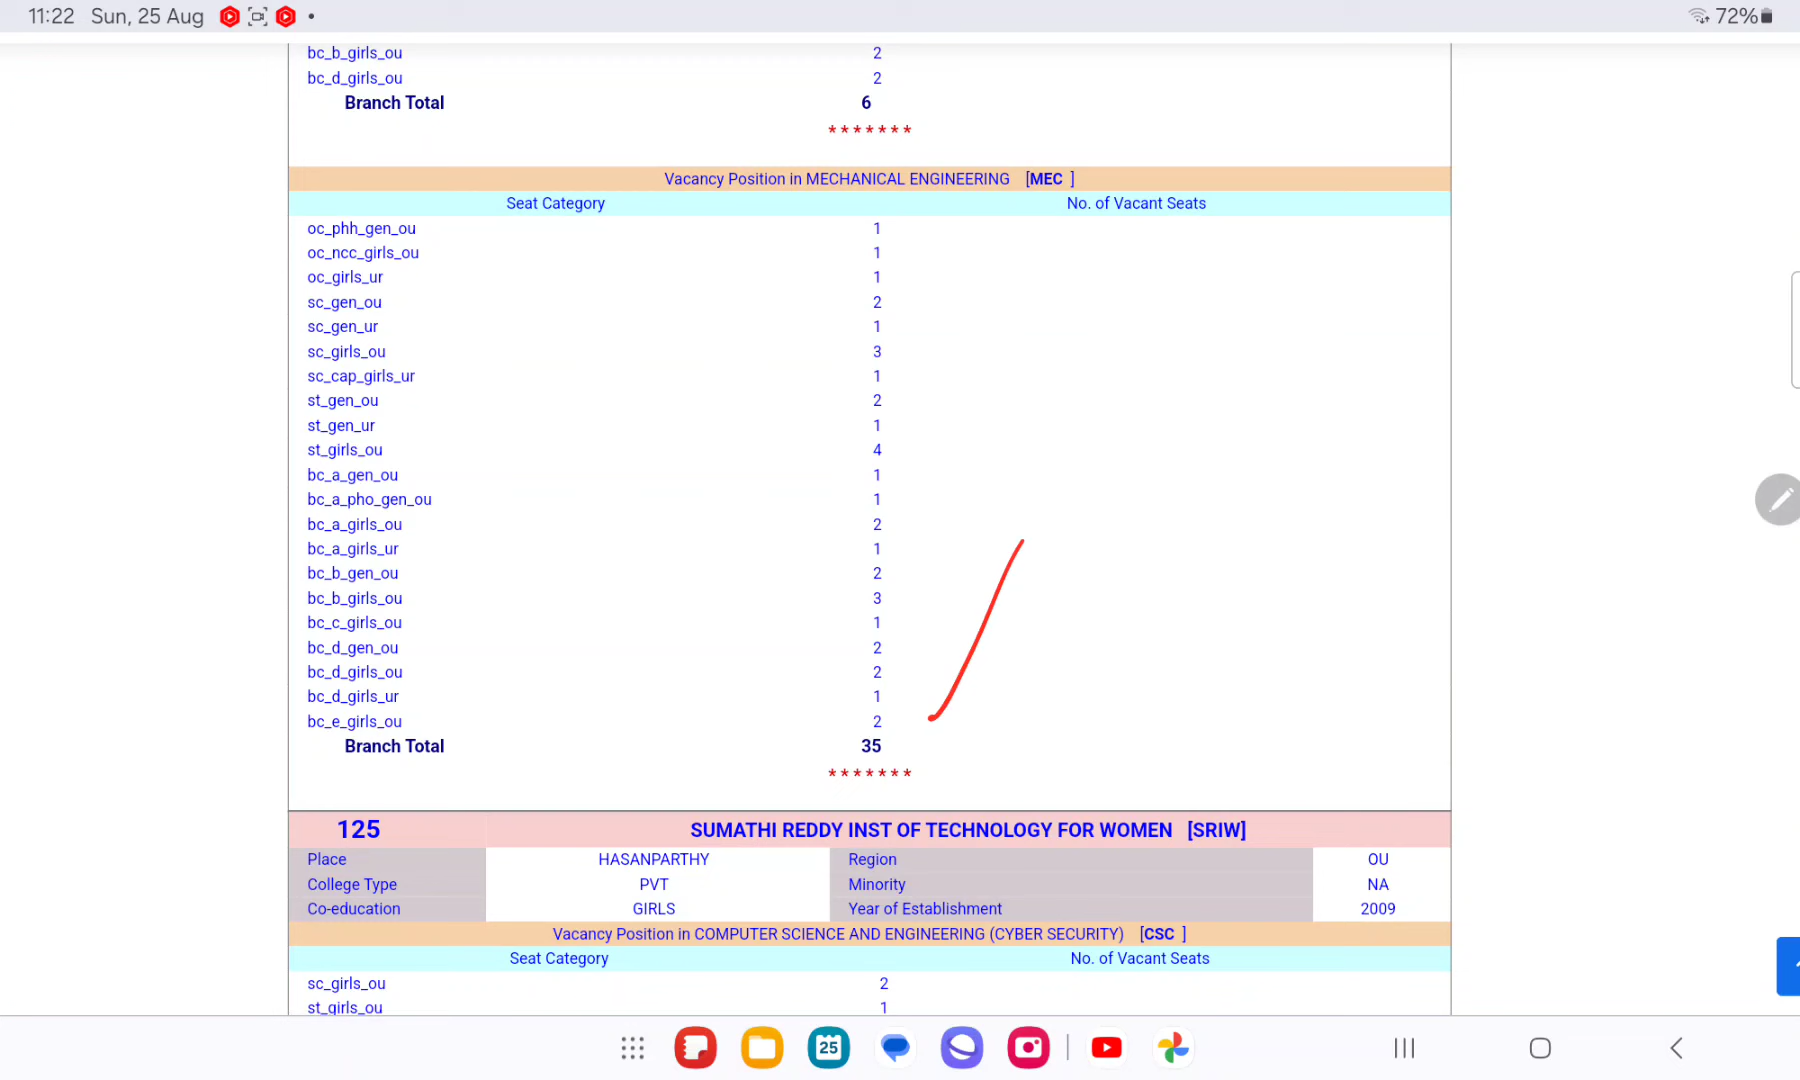 11:22 Sun, 25 Aug 72%
bc_b_girls_ou 2
bc_d_girls_ou 2
Branch Total 6
*******
Vacancy Position in MECHANICAL ENGINEERING [MEC ]
Seat Category No. of Vacant Seats
oc_phh_gen_ou 1
oc_ncc_girls_ou 1
oc_girls_ur 1
sc_gen_ou 2
sc_gen_ur 1
sc_girls_ou 3
sc_cap_girls_ur 1
st_gen_ou 2
st_gen_ur 1
st_girls_ou 4
bc_a_gen_ou 1
bc_a_pho_gen_ou 1
bc_a_girls_ou 2
bc_a_girls_ur 1
bc_b_gen_ou 2
bc_b_girls_ou 3
bc_c_girls_ou 1
bc_d_gen_ou 2
bc_d_girls_ou 2
bc_d_girls_ur 1
bc_e_girls_ou 2
Branch Total 35
*******
125 SUMATHI REDDY INST OF TECHNOLOGY FOR WOMEN [SRIW]
Place HASANPARTHY Region OU
College Type PVT Minority NA
Co-education GIRLS Year of Establishment 2009
Vacancy Position in COMPUTER SCIENCE AND ENGINEERING (CYBER SECURITY) [CSC ]
Seat Category No. of Vacant Seats
sc_girls_ou 2
st_girls_ou 1
25